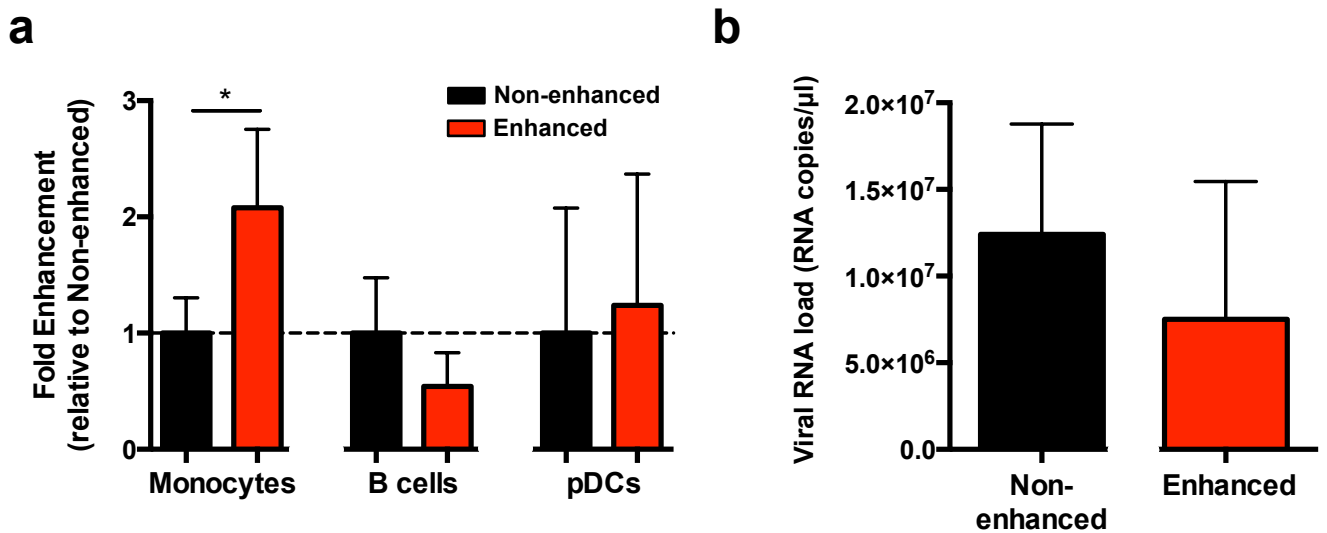 a
Fold Enhancement
(relative to Non-enhanced)
3
2
1
0
*
Non-enhanced
Enhanced
Monocytes
B cells
pDCs
b
Viral RNA load (RNA copies/µl)
2.0×10⁷
1.5×10⁷
1.0×10⁷
5.0×10⁶
0.0
Non-
enhanced
Enhanced